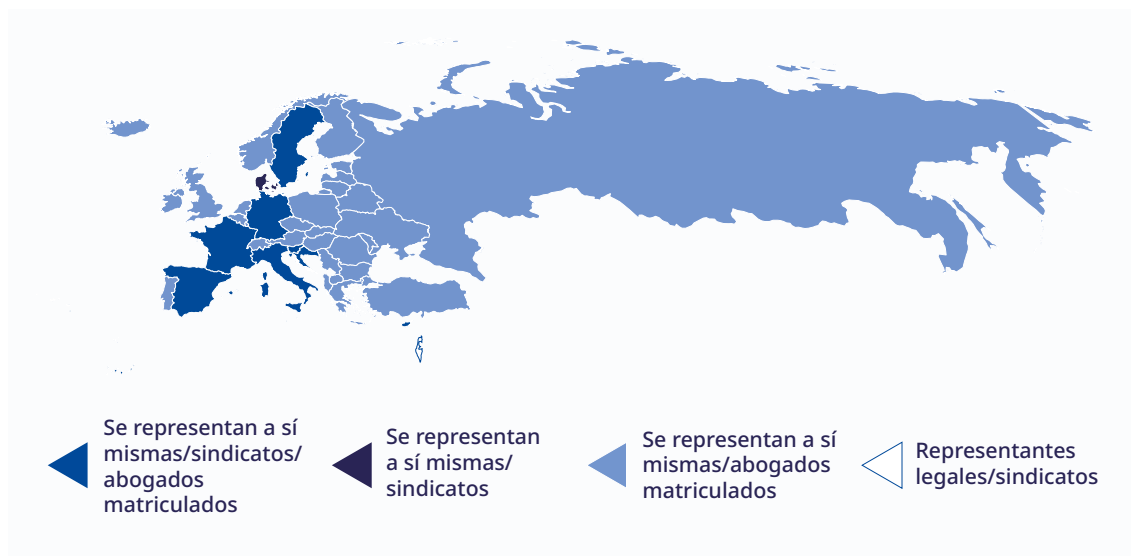 Se representan a sí
mismas/sindicatos/
abogados
matriculados
Se representan
a sí mismas/
sindicatos
Se representan a sí
mismas/abogados
matriculados
Representantes
legales/sindicatos